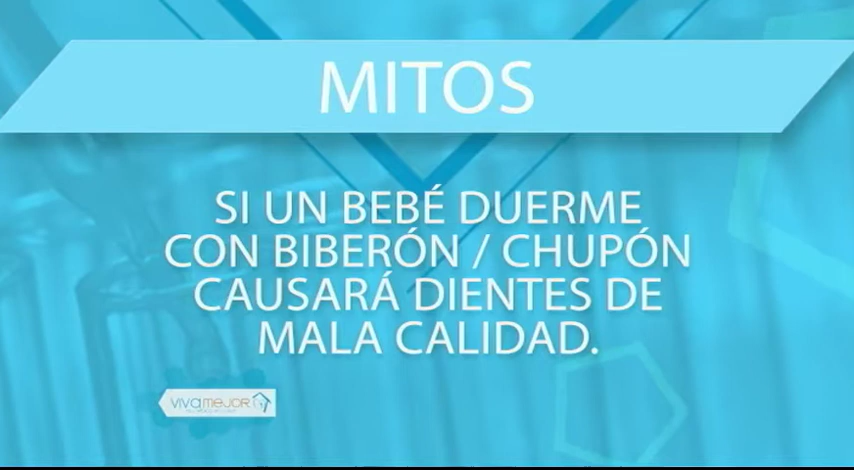 MITOS
SI UN BEBÉ DUERME
CON BIBERÓN / CHUPÓN
CAUSARÁ DIENTES DE
MALA CALIDAD.
VIVAMEJOR